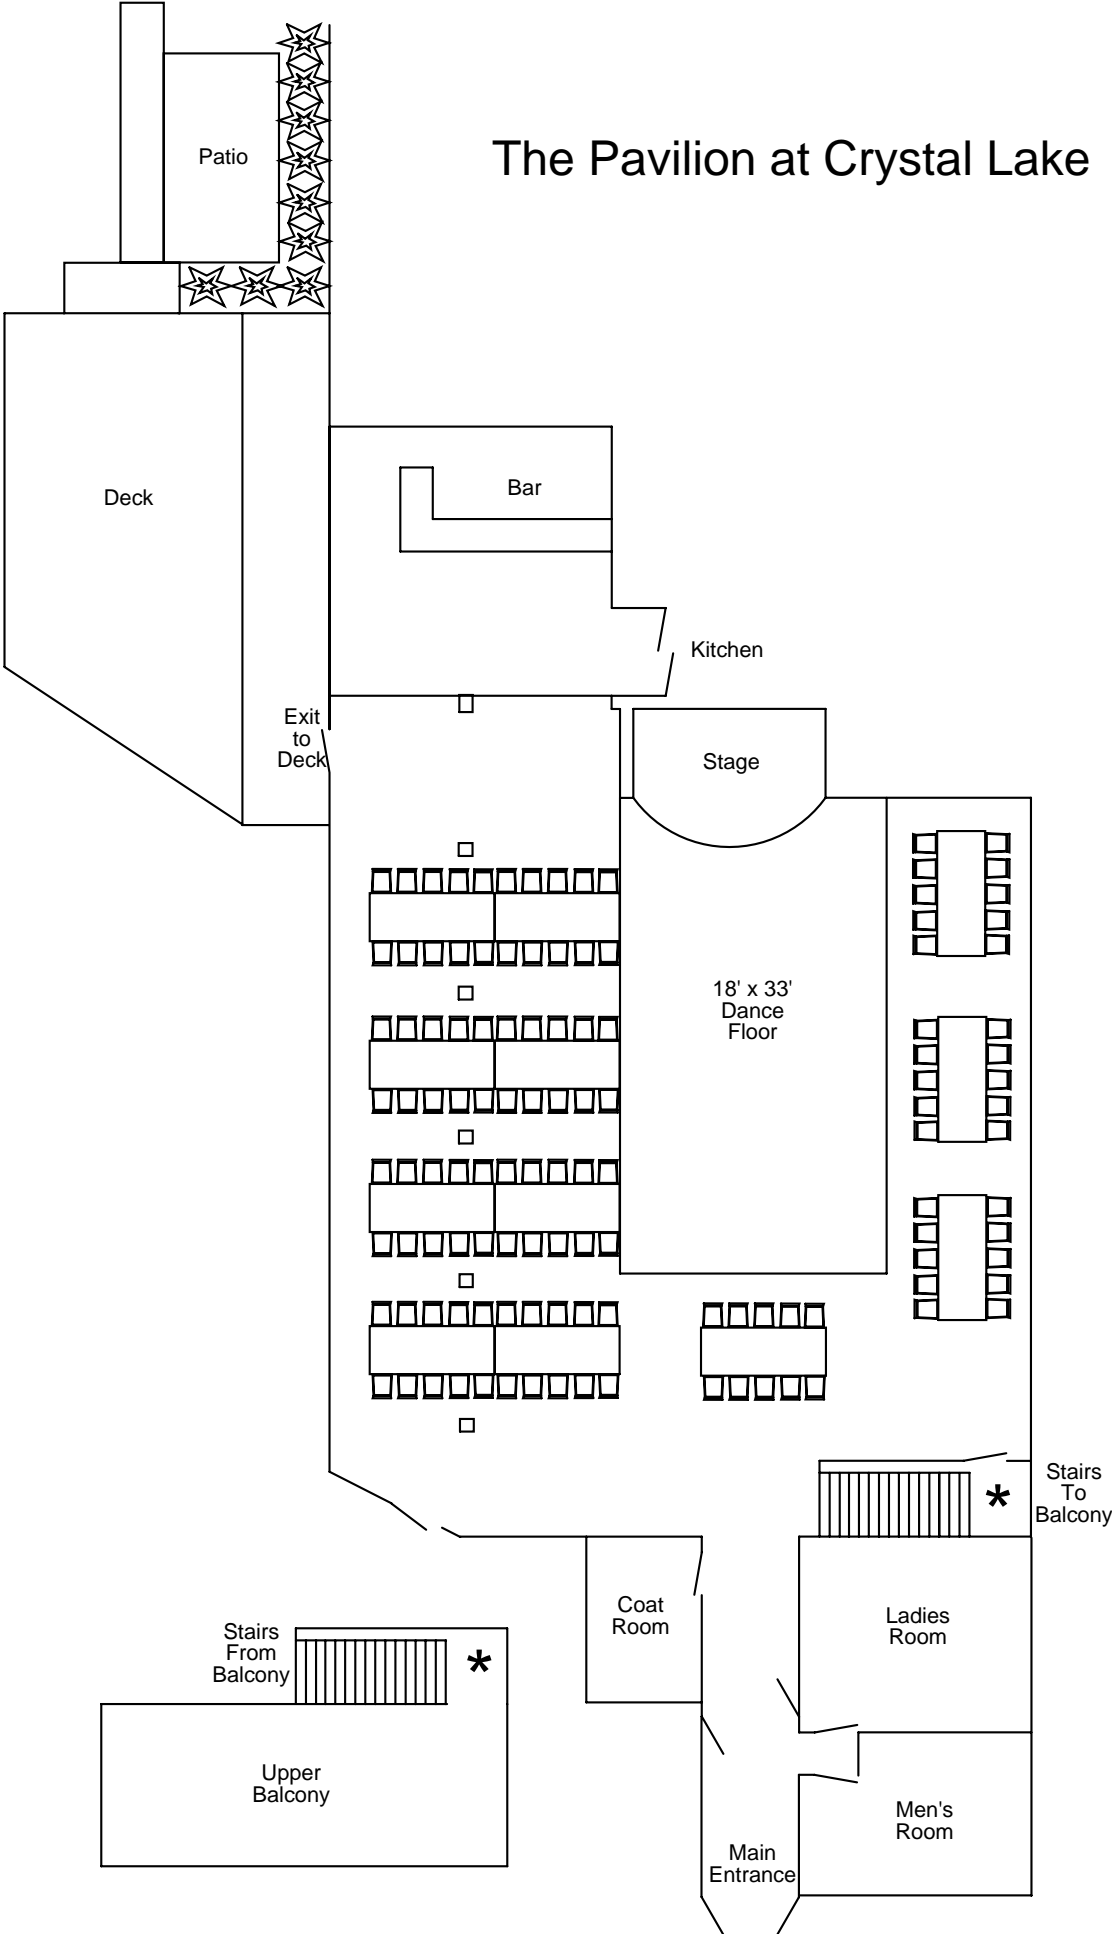 The Pavilion at Crystal Lake
Patio
Deck
Bar
Kitchen
Exit
to
Deck
Stage
18' x 33'
Dance
Floor
Stairs
To
Balcony
*
Coat
Room
Ladies
Room
Stairs
From
Balcony
*
Upper
Balcony
Men's
Room
Main
Entrance